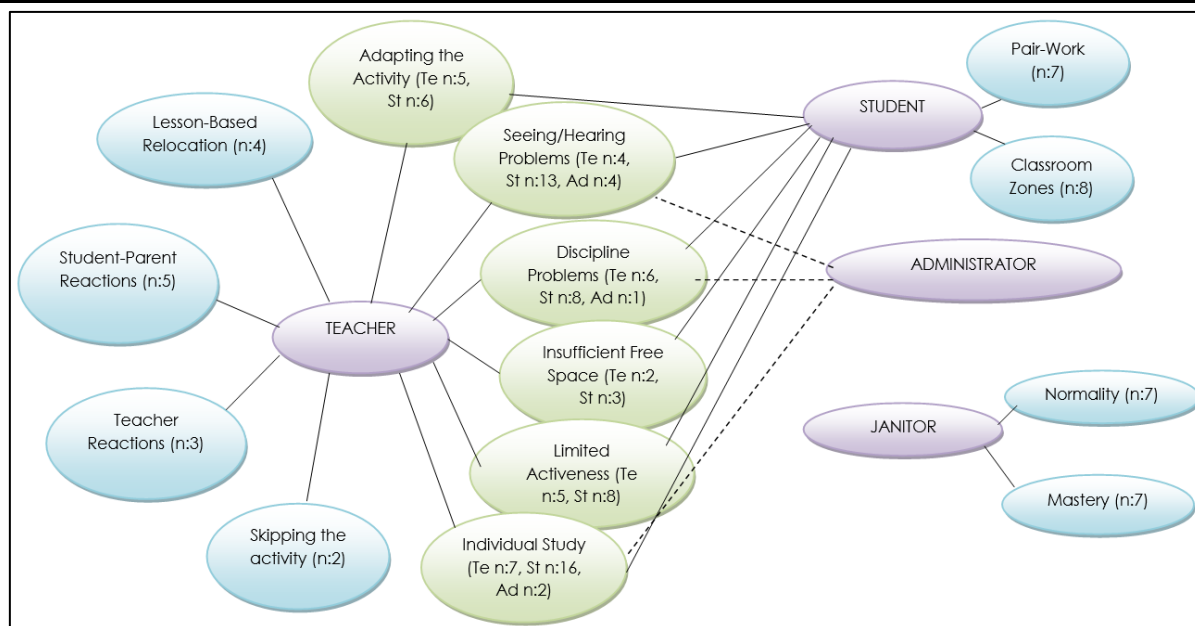 Adapting the
Activity (Te n:5,
St n:6)
Pair-Work
(n:7)
STUDENT
Lesson-Based
Relocation (n:4)
Seeing/Hearing
Problems (Te n:4,
St n:13, Ad n:4)
Classroom
Zones (n:8)
Student-Parent
Reactions (n:5)
Discipline
Problems (Te n:6,
St n:8, Ad n:1)
ADMINISTRATOR
TEACHER
Insufficient Free
Space (Te n:2,
St n:3)
Teacher
Reactions (n:3)
Normality (n:7)
JANITOR
Limited
Activeness (Te
n:5, St n:8)
Mastery (n:7)
Skipping the
activity (n:2)
Individual Study
(Te n:7, St n:16,
Ad n:2)